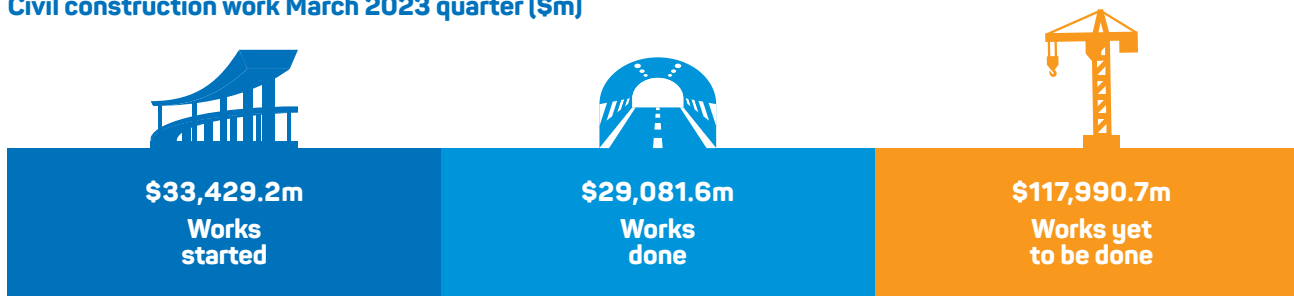 Civil construction work March 2023 quarter ($m)
$33,429.2m
Works
started
$29,081.6m
Works
done
$117,990.7m
Works yet
to be done